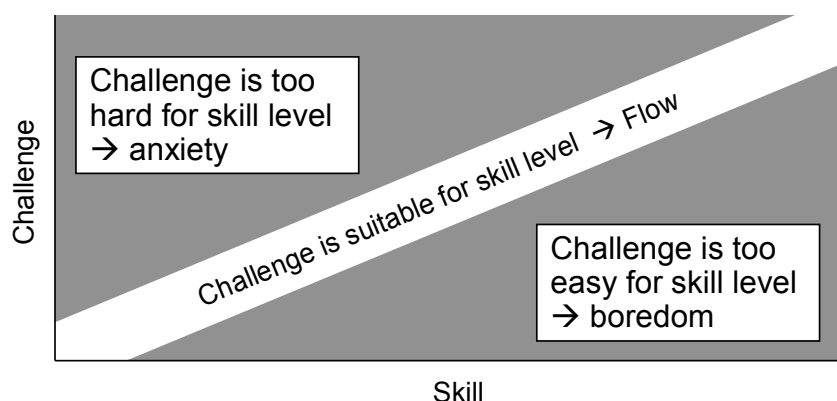 Challenge is too
hard for skill level
→ anxiety
Challenge is suitable for skill level → Flow
Challenge is too
easy for skill level
→ boredom
Challenge
Skill